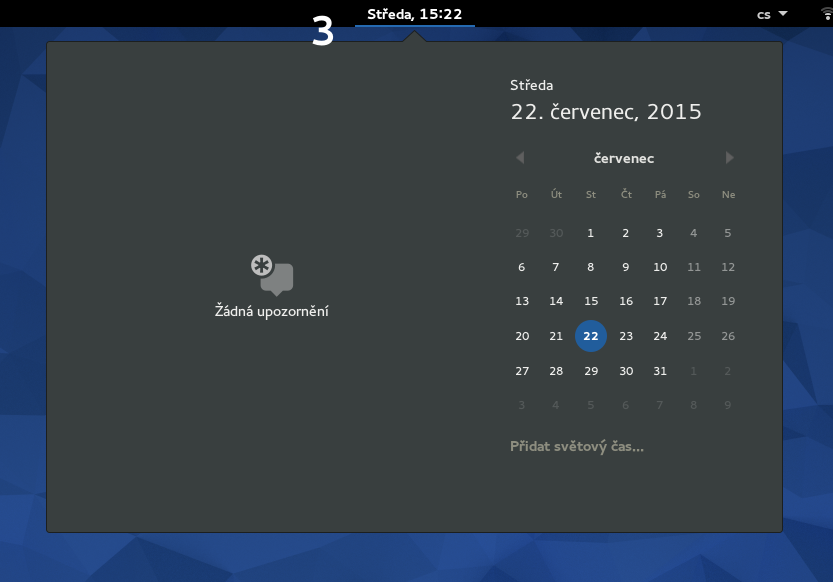 3
Středa, 15:22
cs
Středa
22. červenec, 2015
červenec
Po Út St Čt Pá So Ne
29 30 1 2 3 4 5
6 7 8 9 10 11 12
13 14 15 16 17 18 19
20 21 22 23 24 25 26
27 28 29 30 31 1 2
3 4 5 6 7 8 9
Přidat světový čas...
Žádná upozornění